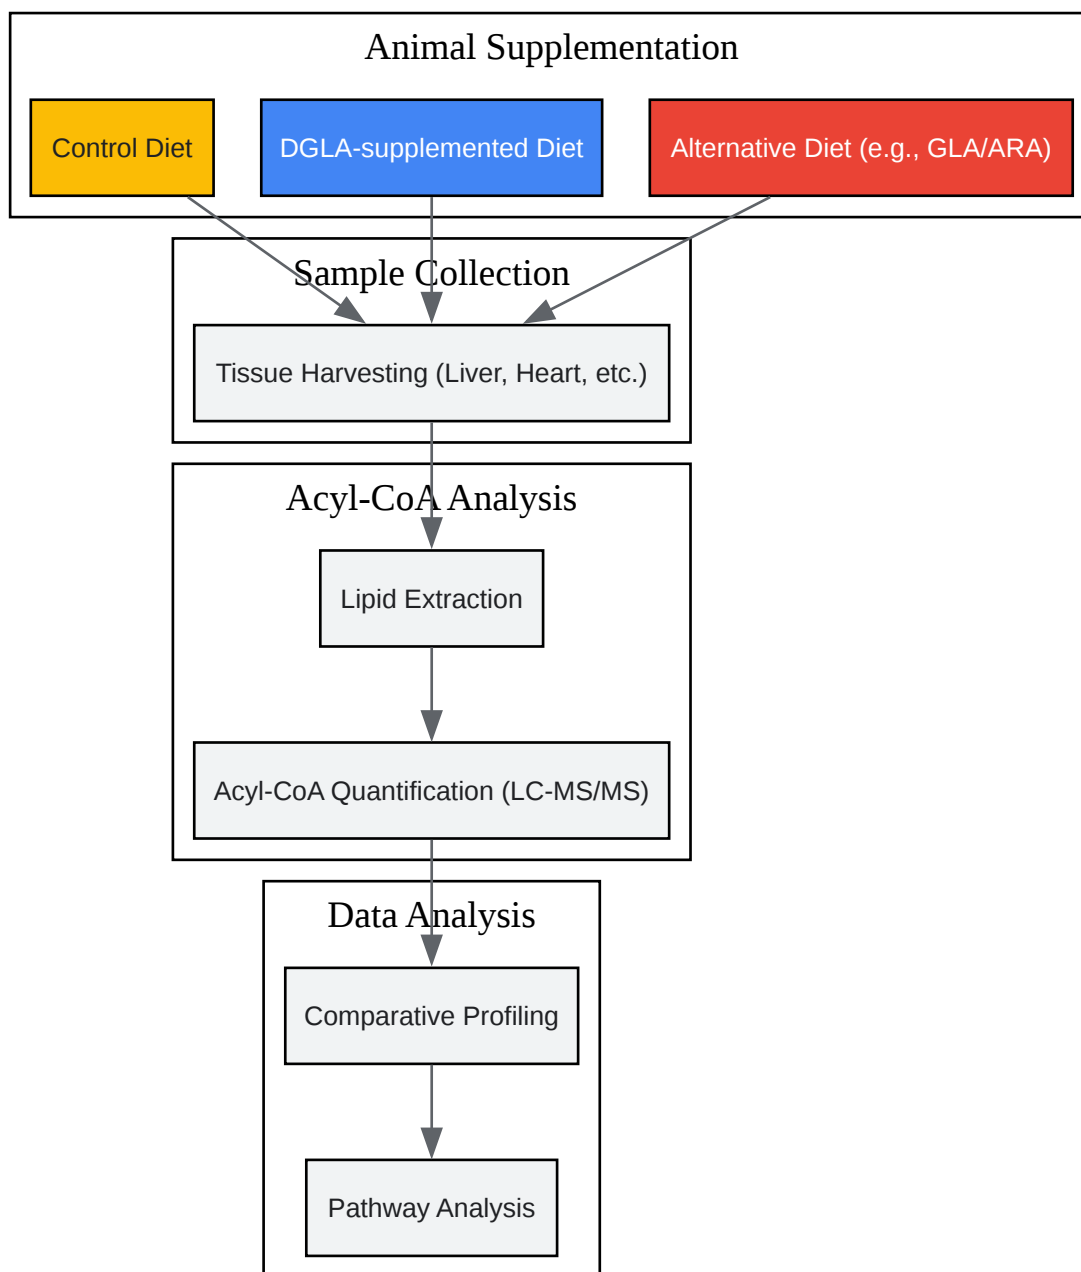 Animal Supplementation
Control Diet
DGLA-supplemented Diet
Alternative Diet (e.g., GLA/ARA)
Sample Collection
Tissue Harvesting (Liver, Heart, etc.)
Acyl-CoA Analysis
Lipid Extraction
Acyl-CoA Quantification (LC-MS/MS)
Data Analysis
Comparative Profiling
Pathway Analysis